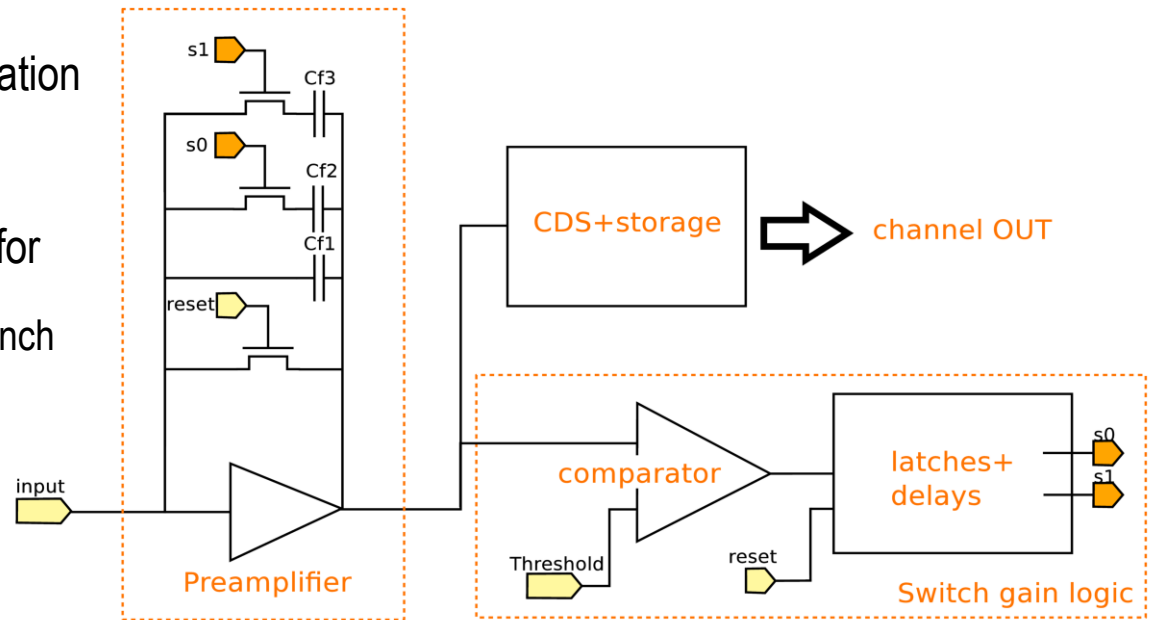 ation
for
nch
s1
Cf3
s0
Cf2
Cf1
reset
input
Preamplifier
CDS+storage
channel OUT
comparator
Threshold
reset
latches+
delays
s0
s1
Switch gain logic